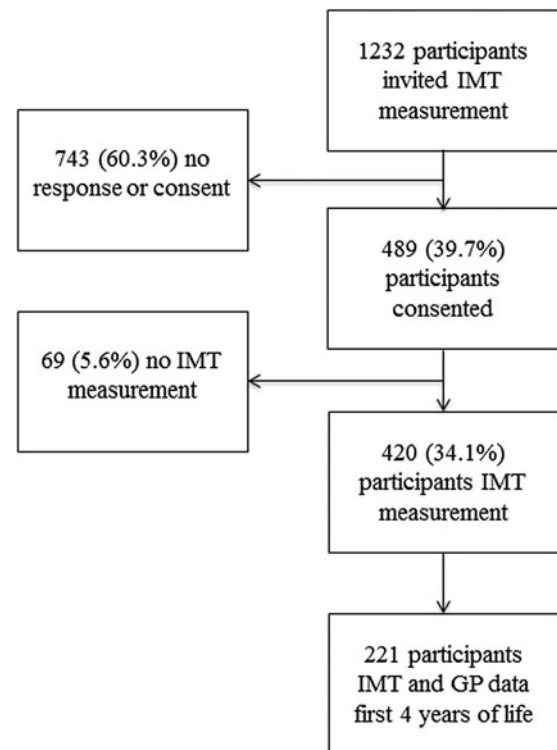 1232 participants
invited IMT
measurement
743 (60.3%) no
response or consent
489 (39.7%)
participants
consented
69 (5.6%) no IMT
measurement
420 (34.1%)
participants IMT
measurement
221 participants
IMT and GP data
first 4 years of life